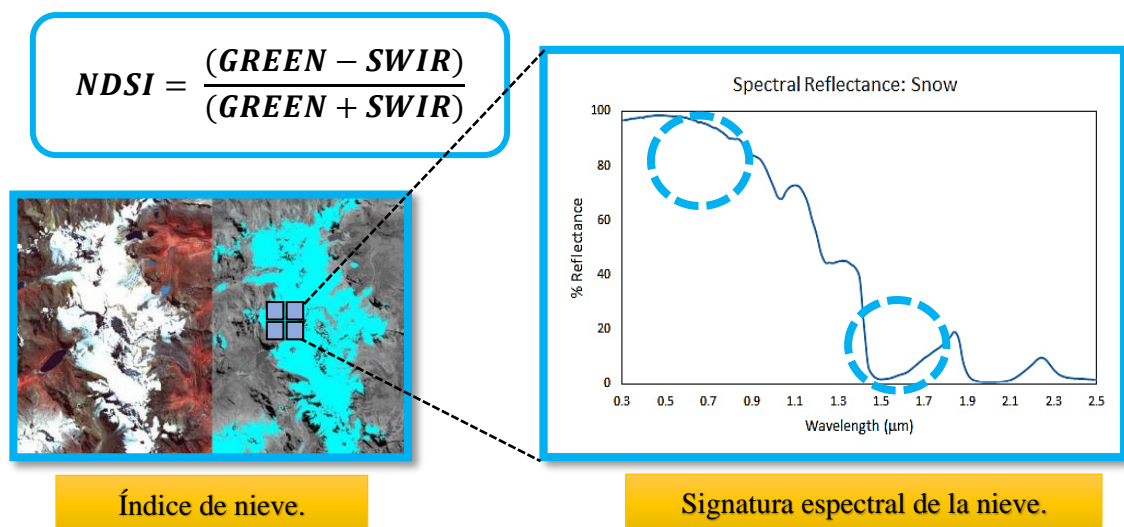 NDSI = (GREEN − SWIR) / (GREEN + SWIR)
Spectral Reflectance: Snow
100
80
60
40
20
0
% Reflectance
0.3 0.5 0.7 0.9 1.1 1.3 1.5 1.7 1.9 2.1 2.3 2.5
Wavelength (µm)
Índice de nieve.
Signatura espectral de la nieve.